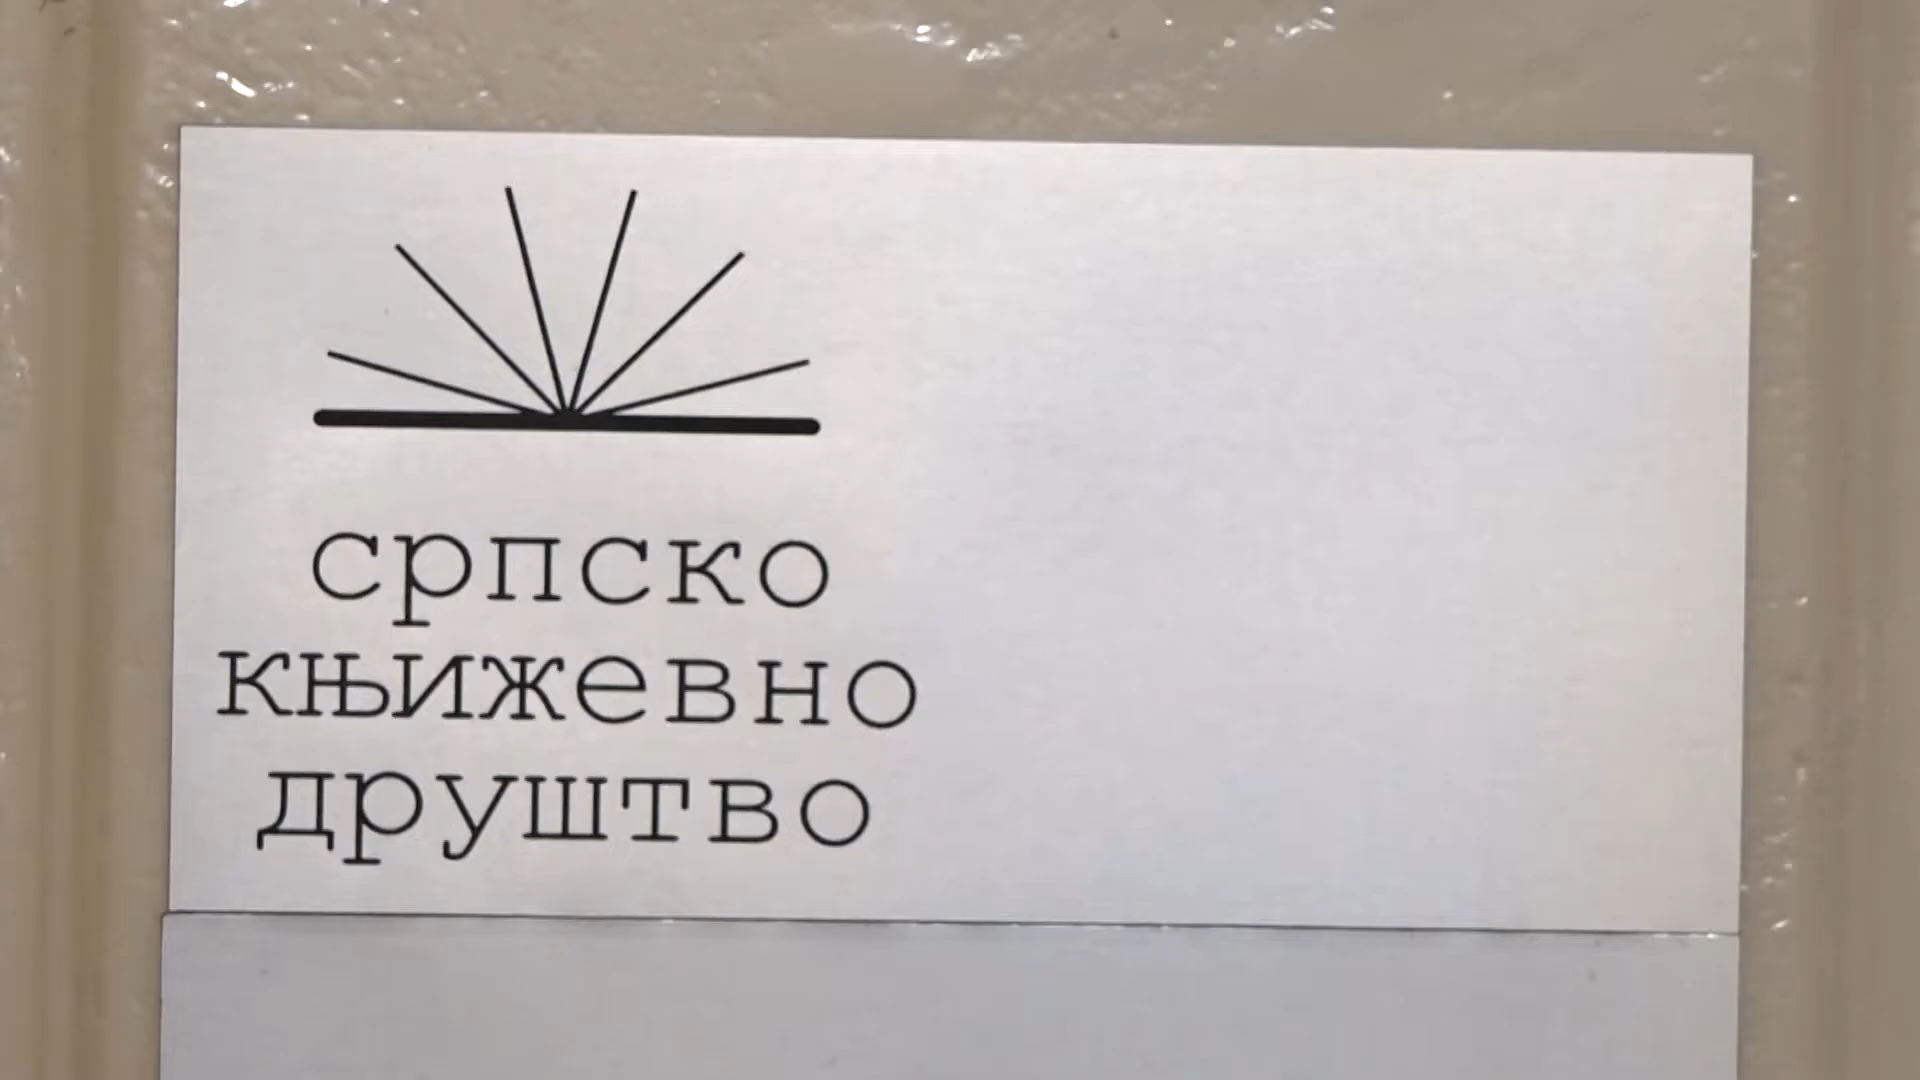 српско
књижевно
друштво